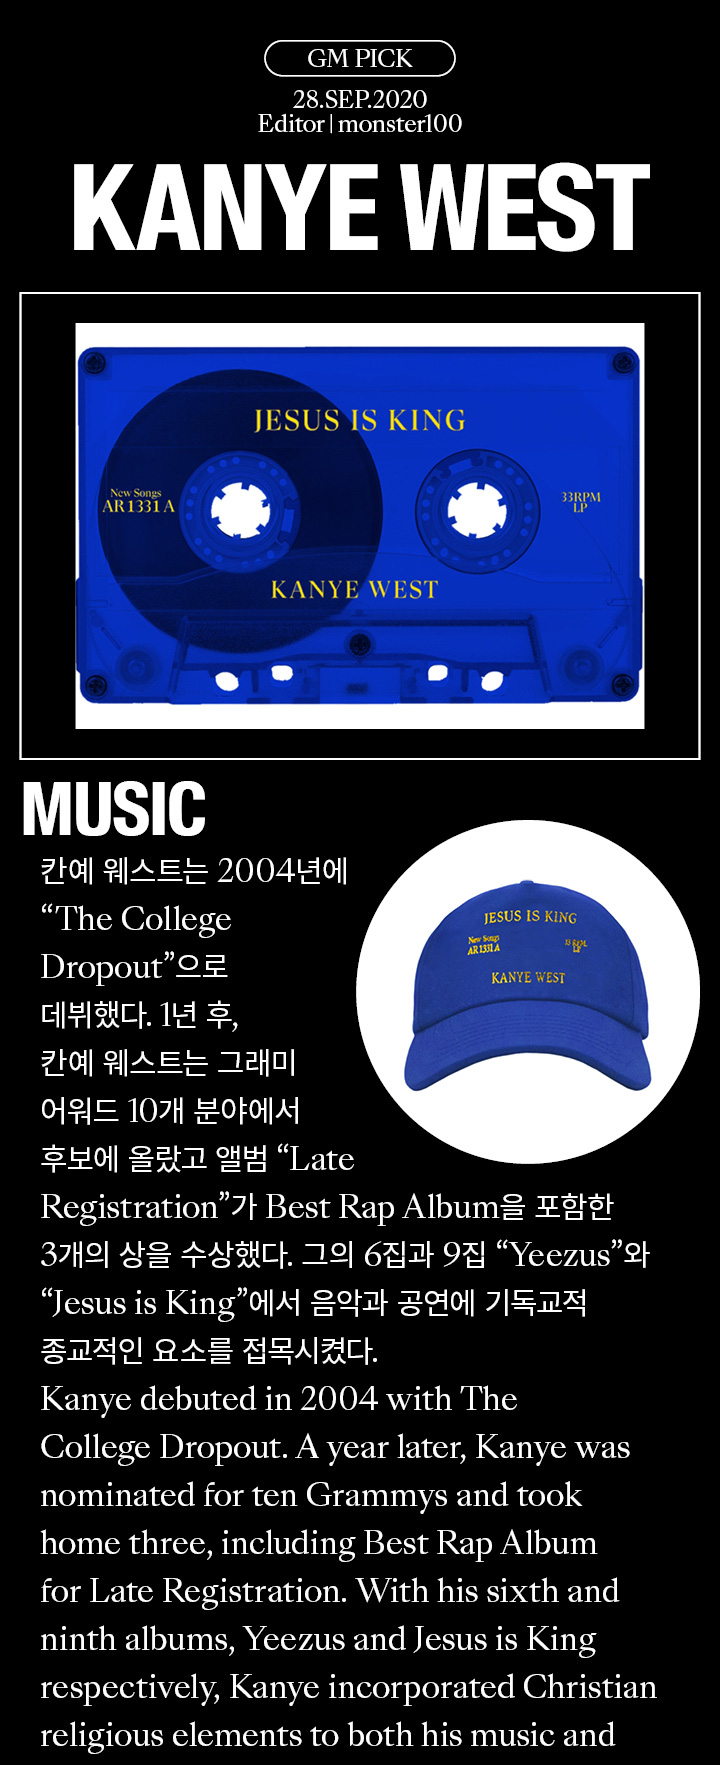 GM PICK
28.SEP.2020
Editor | monster100
KANYE WEST
JESUS IS KING
New Songs
AR 1331 A
33RPM
LP
KANYE WEST
MUSIC
칸예 웨스트는 2004년에
“The College
Dropout”으로
데뷔했다. 1년 후,
칸예 웨스트는 그래미
어워드 10개 분야에서
후보에 올랐고 앨범 “Late
Registration”가 Best Rap Album을 포함한
3개의 상을 수상했다. 그의 6집과 9집 “Yeezus”와
“Jesus is King”에서 음악과 공연에 기독교적
종교적인 요소를 접목시켰다.
JESUS IS KING
New Songs
AR 1331 A
33 RPM
LP
KANYE WEST
Kanye debuted in 2004 with The
College Dropout. A year later, Kanye was
nominated for ten Grammys and took
home three, including Best Rap Album
for Late Registration. With his sixth and
ninth albums, Yeezus and Jesus is King
respectively, Kanye incorporated Christian
religious elements to both his music and